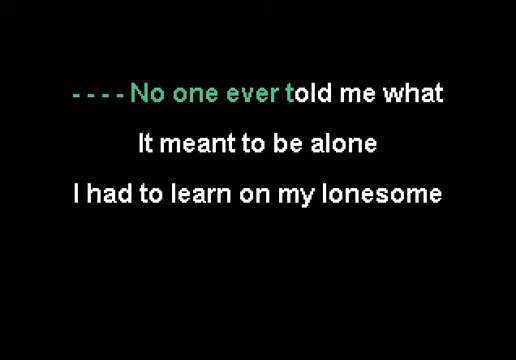 - - - - No one ever told me what
It meant to be alone
I had to learn on my lonesome